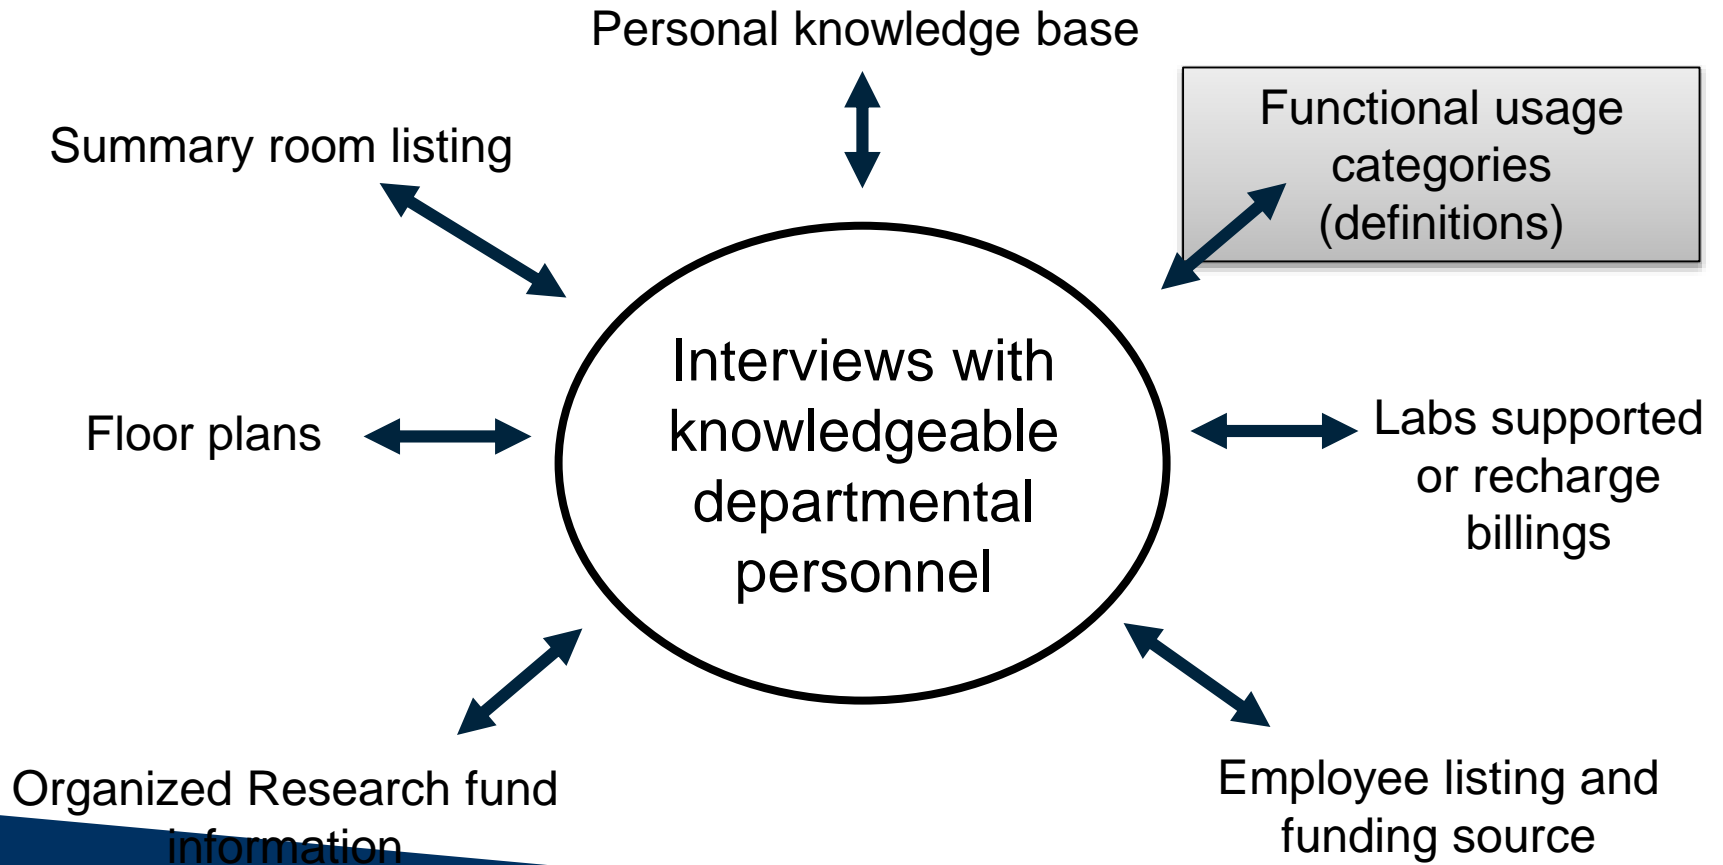 Personal knowledge base
Functional usage
categories
(definitions)
Summary room listing
Interviews with
knowledgeable
departmental
personnel
Floor plans
Labs supported
or recharge
billings
Organized Research fund
information
Employee listing and
funding source